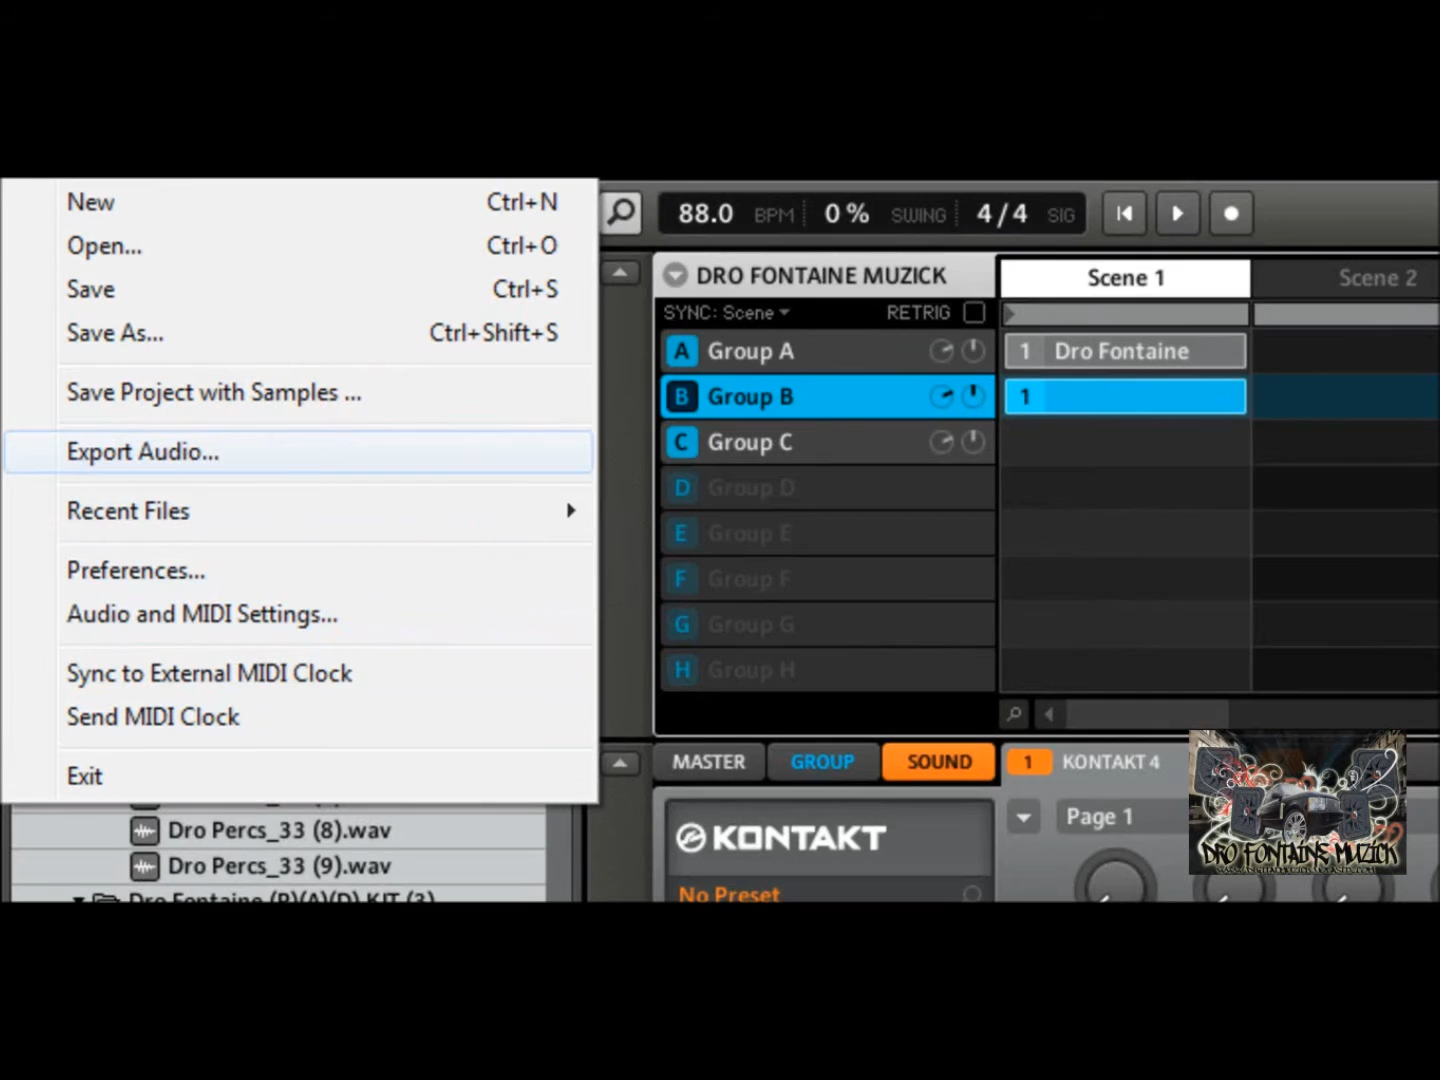 New Ctrl+N
Open... Ctrl+O
Save Ctrl+S
Save As... Ctrl+Shift+S
Save Project with Samples ...
Export Audio...
Recent Files
Preferences...
Audio and MIDI Settings...
Sync to External MIDI Clock
Send MIDI Clock
Exit
Dro Percs_33 (8).wav
Dro Percs_33 (9).wav
Dro Fontaine (P)(A)(D) KIT (3)
88.0 BPM 0 % SWING 4/4 SIG
DRO FONTAINE MUZICK Scene 1 Scene 2
SYNC: Scene RETRIG
A Group A 1 Dro Fontaine
B Group B 1
C Group C
D Group D
E Group E
F Group F
G Group G
H Group H
MASTER GROUP SOUND 1 KONTAKT 4
KONTAKT Page 1
No Preset
DRO FONTAINE MUZICK